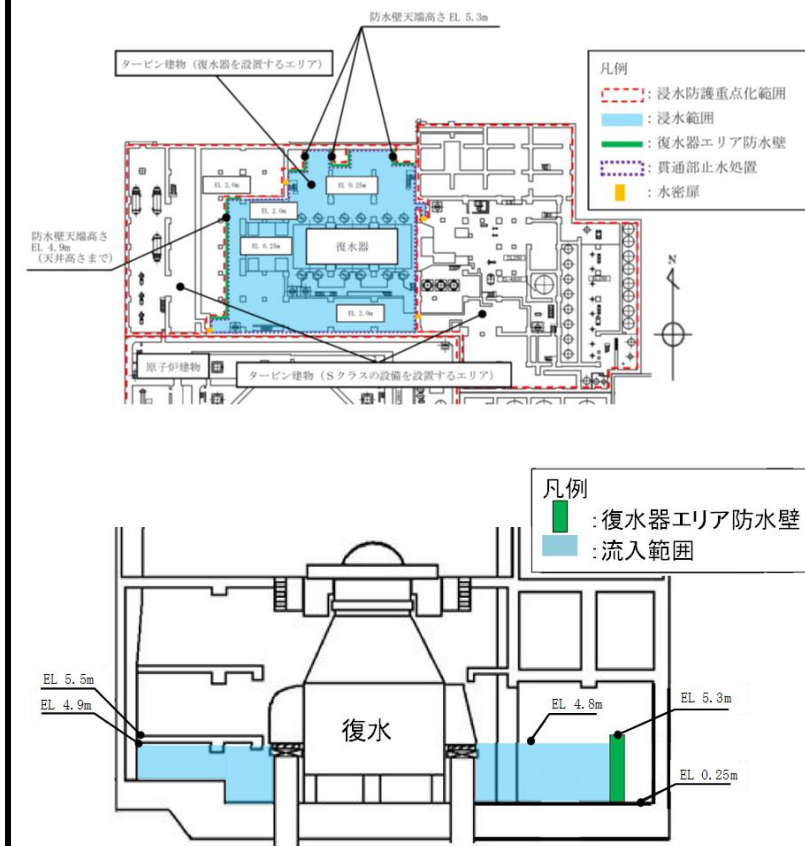 防水壁天端高さ EL 5.3m
タービン建物（復水器を設置するエリア）
凡例
：浸水防護重点化範囲
：浸水範囲
：復水器エリア防水壁
：貫通部止水処置
：水密扉
EL 2.0m
EL 0.25m
EL 2.0m
防水壁天端高さ
EL 4.9m
（天井高さまで）
EL 0.25m
復水器
N
EL 2.0m
原子炉建物
タービン建物（Sクラスの設備を設置するエリア）
凡例
：復水器エリア防水壁
：流入範囲
EL 5.5m
EL 4.9m
復水
EL 4.8m
EL 5.3m
EL 0.25m